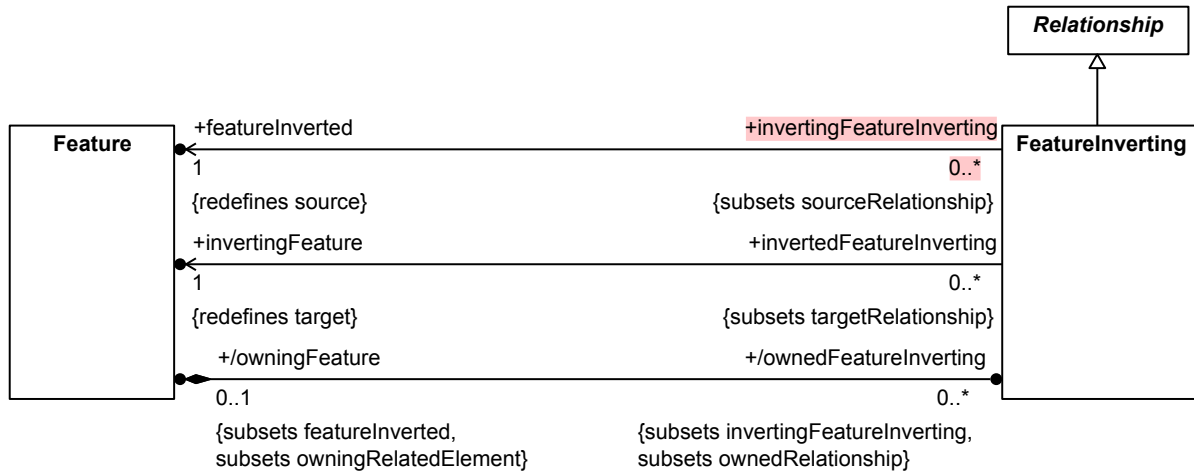 Relationship
Feature
+featureInverted
+invertingFeatureInverting
FeatureInverting
1
0..*
{redefines source}
{subsets sourceRelationship}
+invertingFeature
+invertedFeatureInverting
1
0..*
{redefines target}
{subsets targetRelationship}
+/owningFeature
+/ownedFeatureInverting
0..1
0..*
{subsets featureInverted,
subsets owningRelatedElement}
{subsets invertingFeatureInverting,
subsets ownedRelationship}